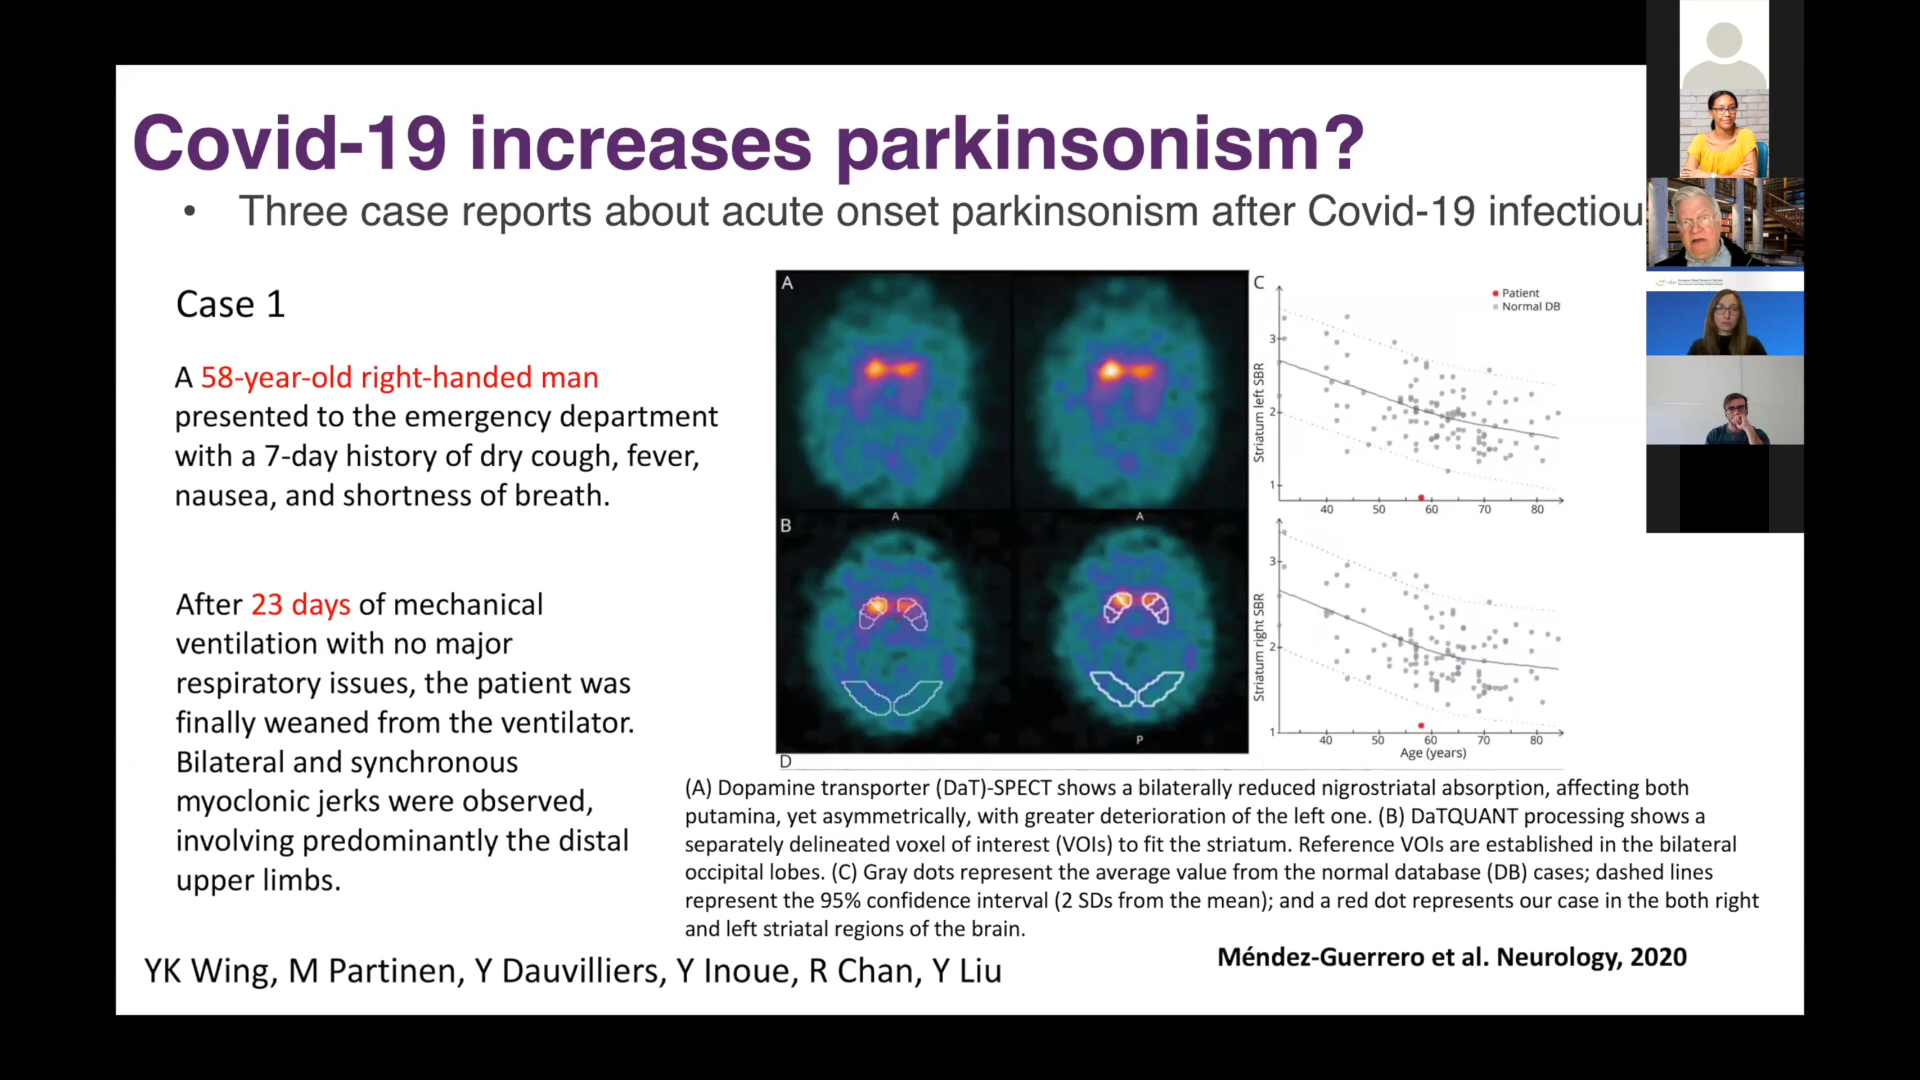 Covid-19 increases parkinsonism?
• Three case reports about acute onset parkinsonism after Covid-19 infectiou
Case 1
A 58-year-old right-handed man
presented to the emergency department
with a 7-day history of dry cough, fever,
nausea, and shortness of breath.
After 23 days of mechanical
ventilation with no major
respiratory issues, the patient was
finally weaned from the ventilator.
Bilateral and synchronous
myoclonic jerks were observed,
involving predominantly the distal
upper limbs.
A
B
A
A
P
D
C
Patient
Normal DB
Striatum left SBR
3
2
1
40 50 60 70 80
Striatum right SBR
3
2
1
40 50 60 70 80
Age (years)
(A) Dopamine transporter (DaT)-SPECT shows a bilaterally reduced nigrostriatal absorption, affecting both
putamina, yet asymmetrically, with greater deterioration of the left one. (B) DaTQUANT processing shows a
separately delineated voxel of interest (VOIs) to fit the striatum. Reference VOIs are established in the bilateral
occipital lobes. (C) Gray dots represent the average value from the normal database (DB) cases; dashed lines
represent the 95% confidence interval (2 SDs from the mean); and a red dot represents our case in the both right
and left striatal regions of the brain.
Méndez-Guerrero et al. Neurology, 2020
YK Wing, M Partinen, Y Dauvilliers, Y Inoue, R Chan, Y Liu